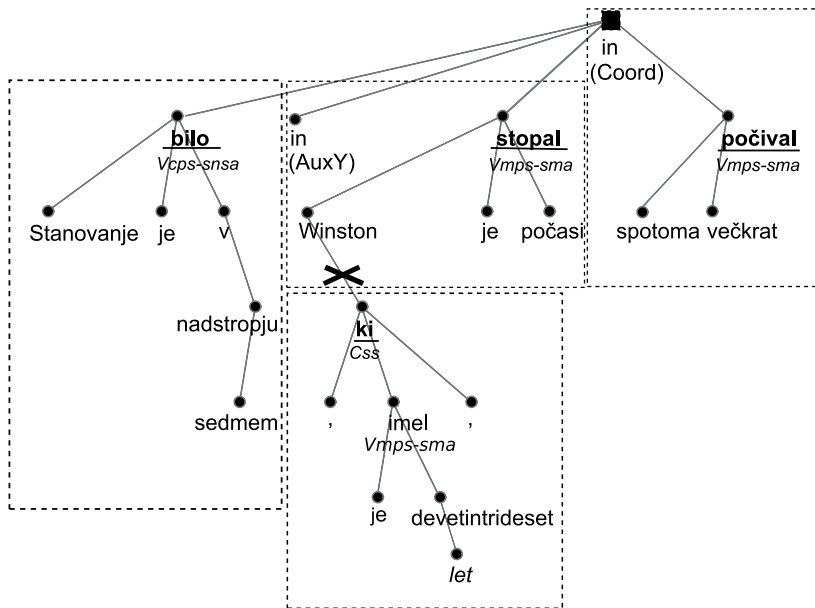 in
(Coord)
bilo
Vcps-snsa
in
(AuxY)
stopal
Vmps-sma
počival
Vmps-sma
Stanovanje
je
v
Winston
je
počasi
spotoma
večkrat
nadstropju
ki
Css
sedmem
,
imel
Vmps-sma
,
je
devetintrideset
let